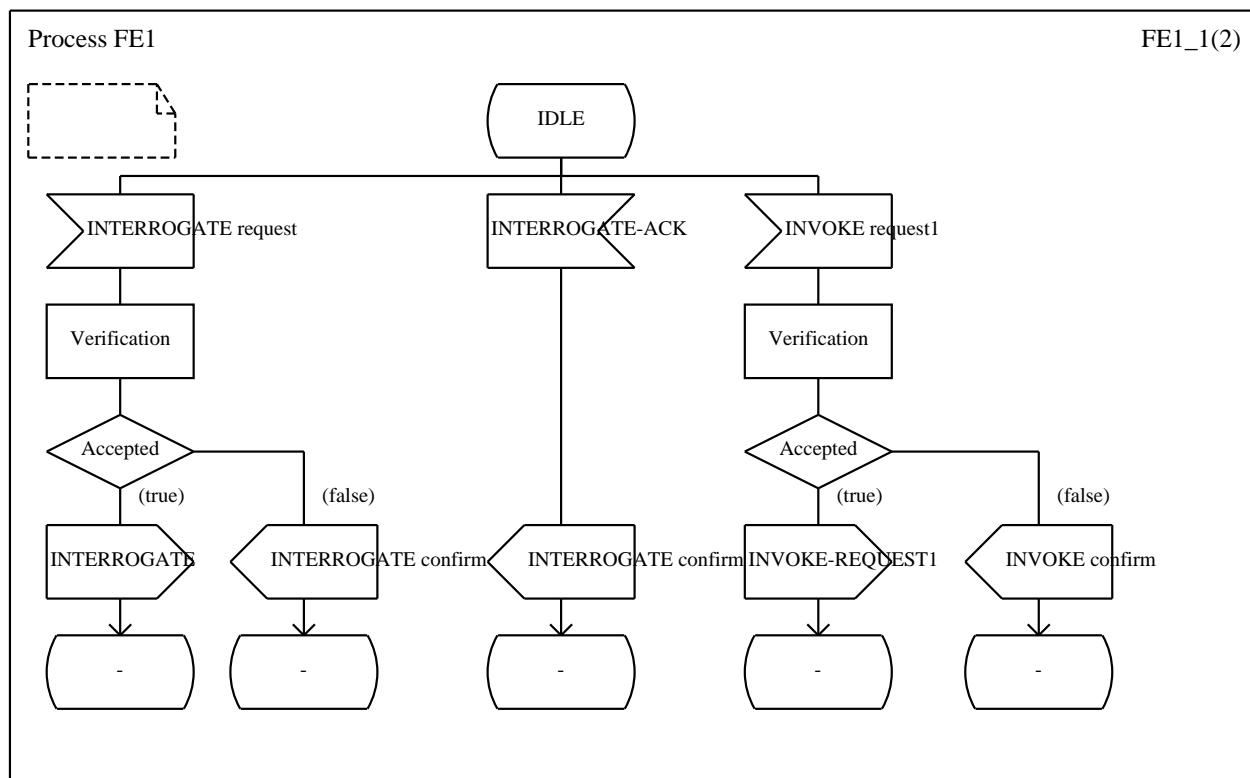 Process FE1
FE1_1(2)
IDLE
INTERROGATE request
INTERROGATE-ACK
INVOKE request1
Verification
Verification
Accepted
Accepted
(true)
(false)
(true)
(false)
INTERROGATE
INTERROGATE confirm
INTERROGATE confirm
INVOKE-REQUEST1
INVOKE confirm
-
-
-
-
-